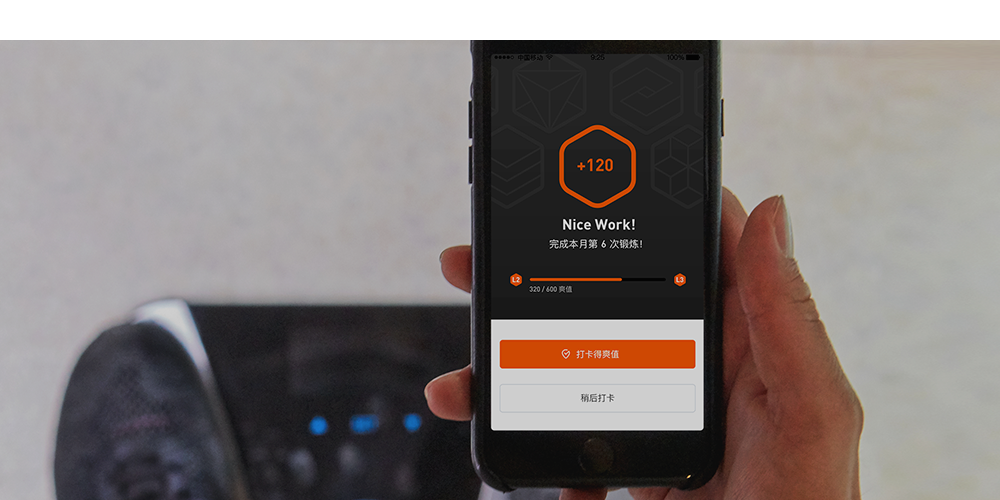 中国移动 9:25 100%
+120
Nice Work!
完成本月第 6 次锻炼!
L2 L3
320 / 600 爽值
打卡得爽值
稍后打卡